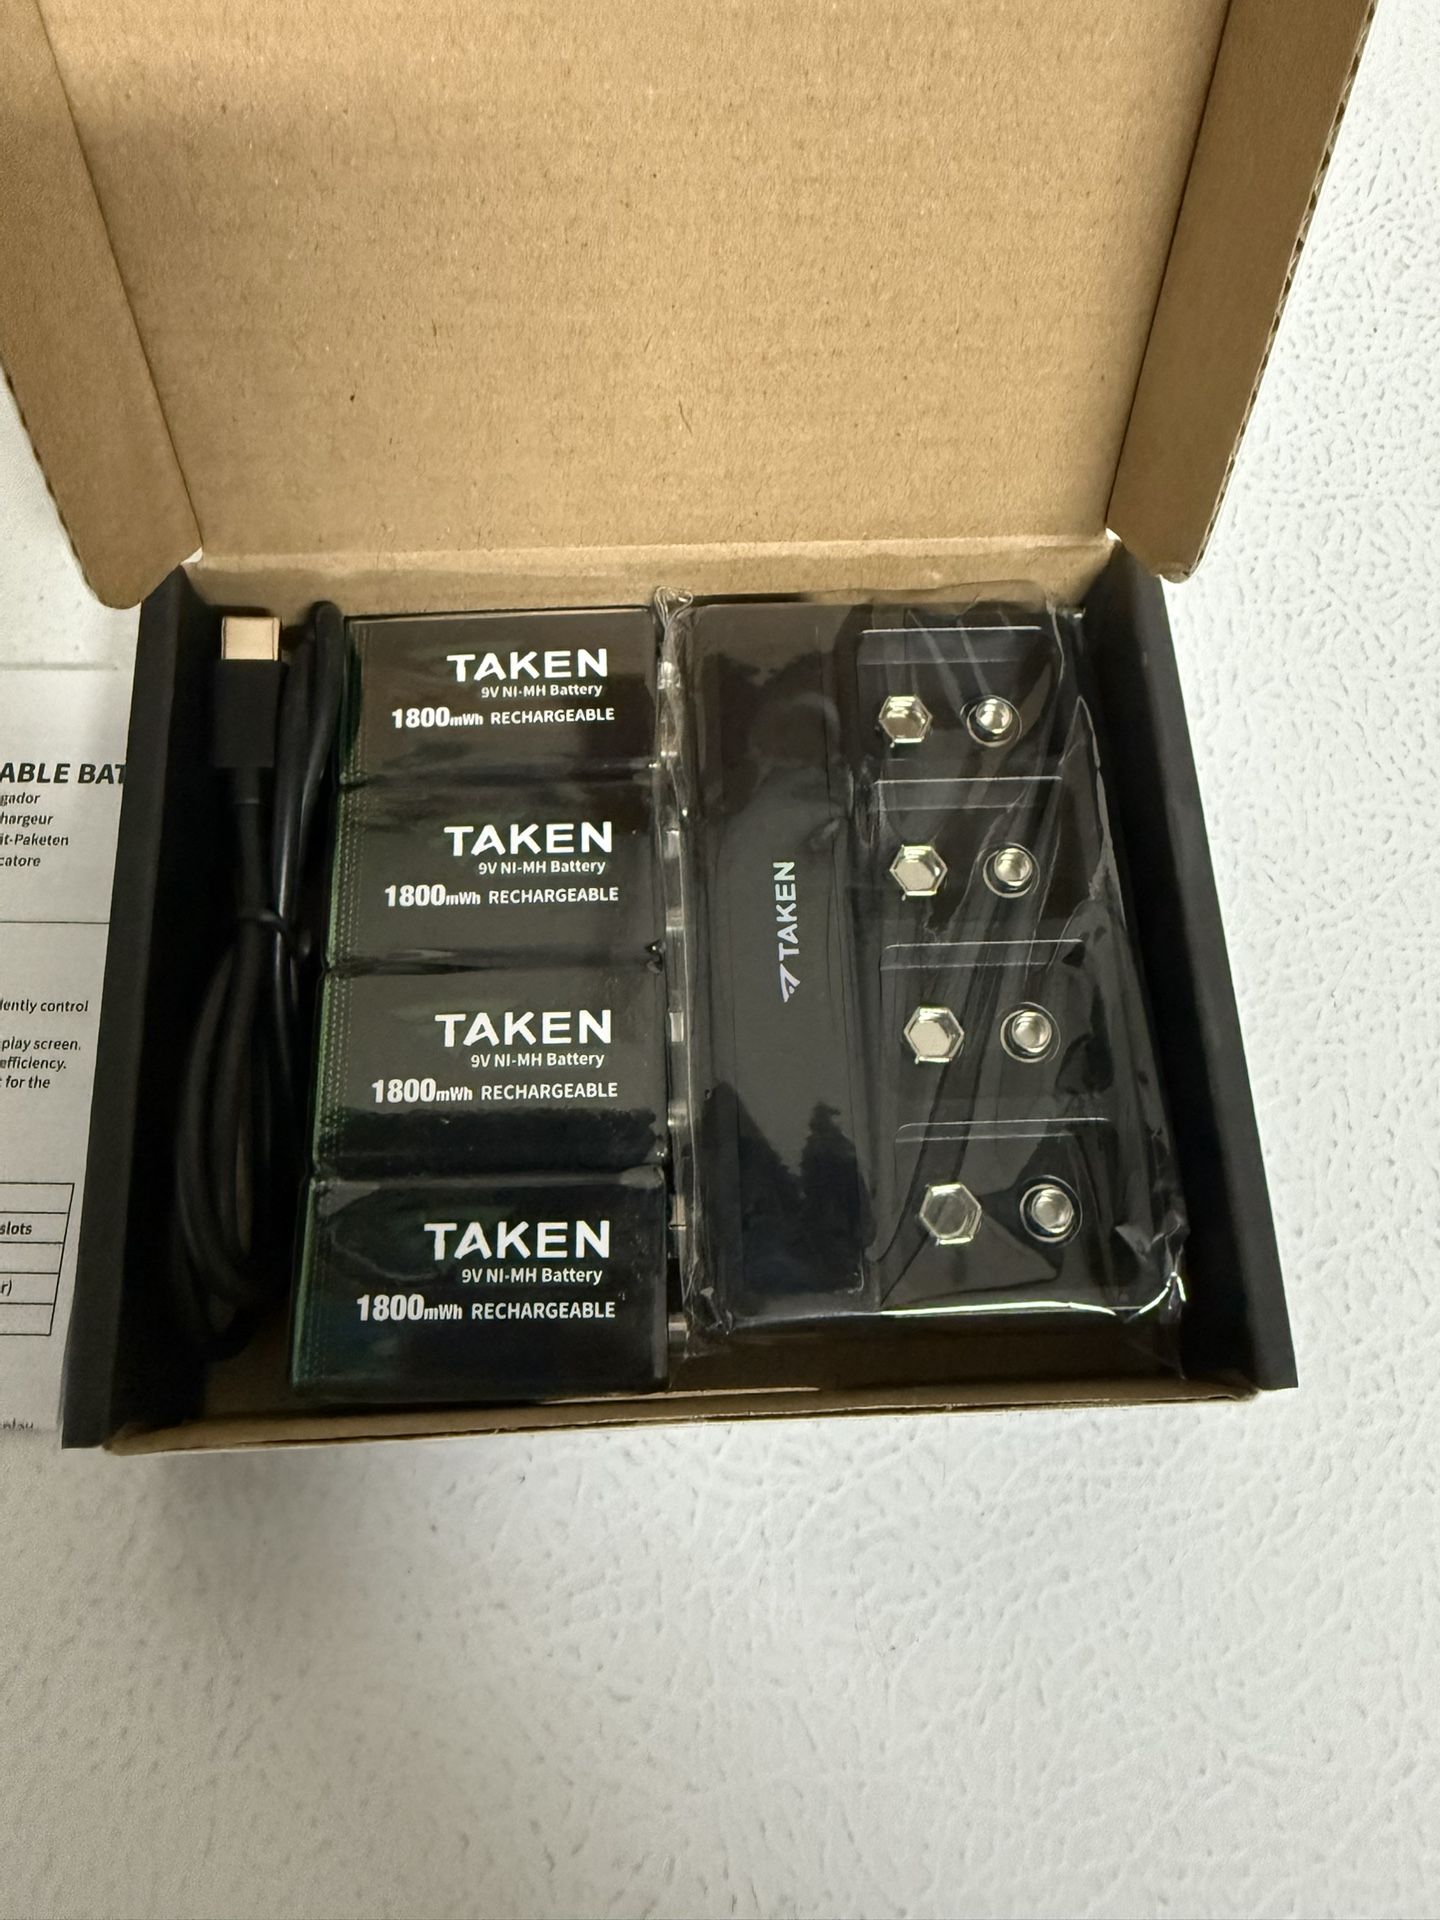 ABLE BAT
gador
hargeur
it-Paketen
catore
lently control
play screen.
efficiency.
t for the
slots
r)
TAKEN
9V NI-MH Battery
1800mWh RECHARGEABLE
TAKEN
9V NI-MH Battery
1800mWh RECHARGEABLE
TAKEN
9V NI-MH Battery
1800mWh RECHARGEABLE
TAKEN
9V NI-MH Battery
1800mWh RECHARGEABLE
TAKEN